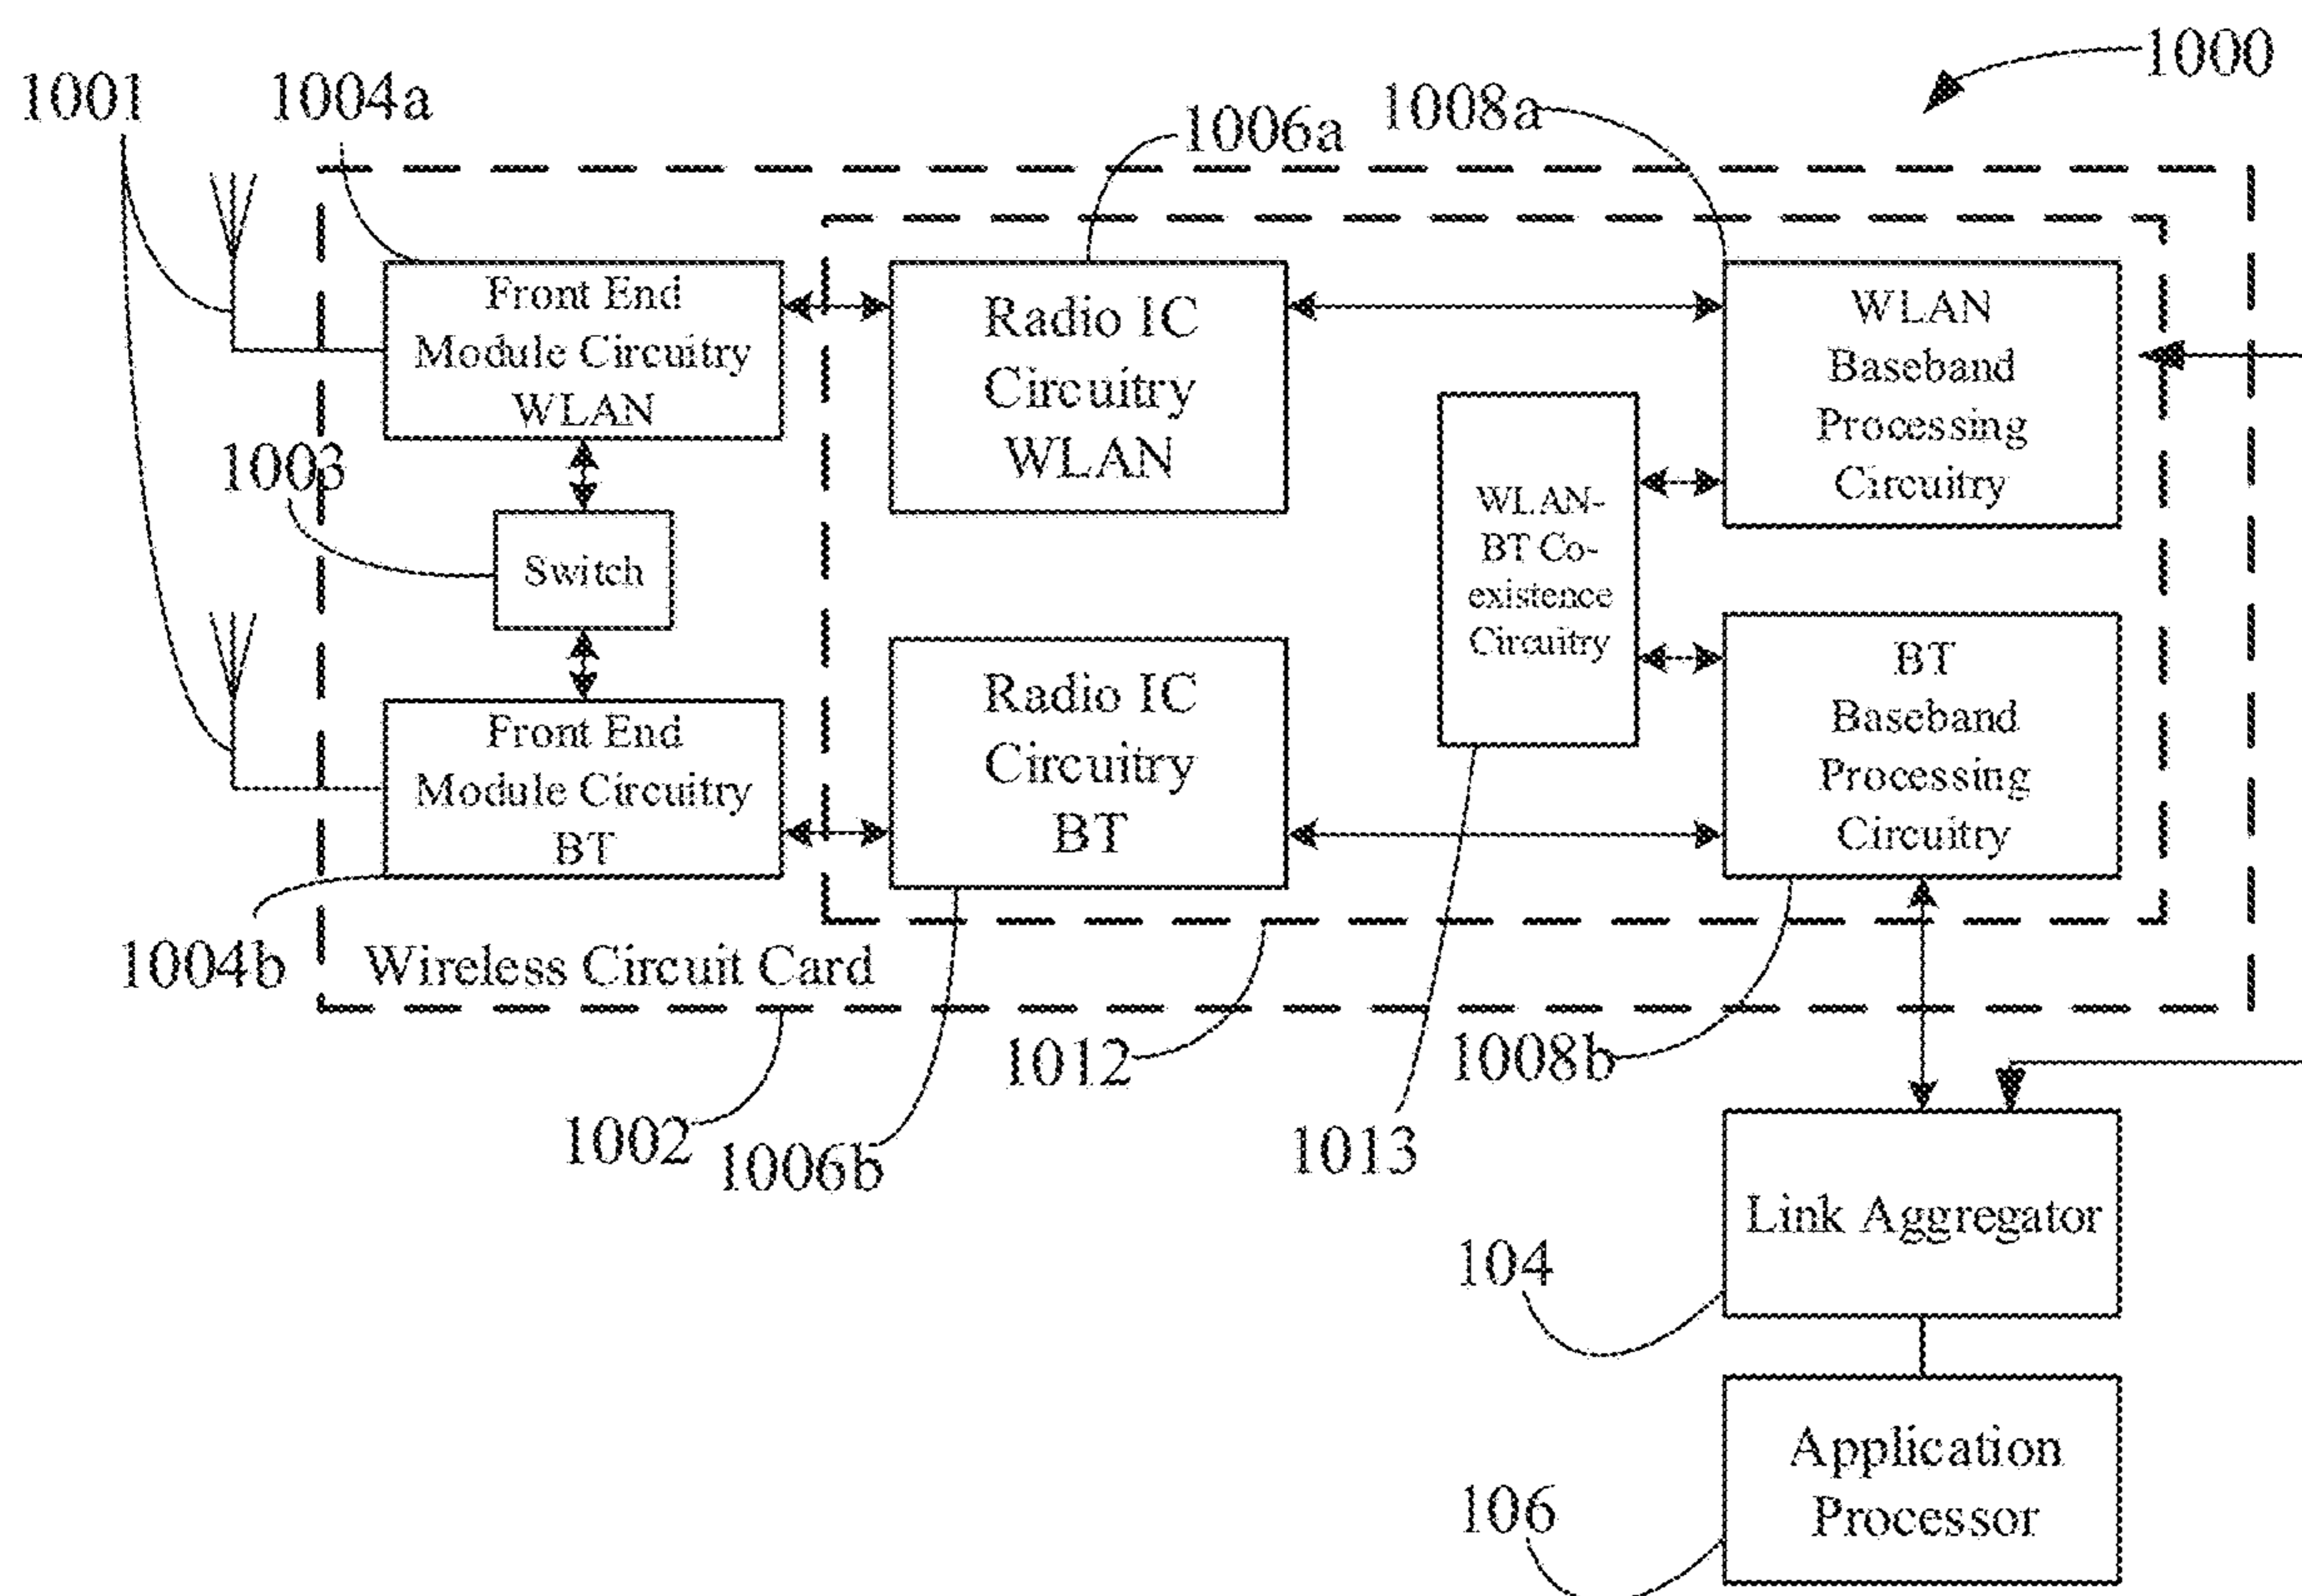 1000
1001
1004a
1006a
1008a
Front End
Module Circuitry
WLAN
Radio IC
Circuitry
WLAN
WLAN
Baseband
Processing
Circuitry
1003
Switch
WLAN-
BT Co-
existence
Circuitry
Front End
Module Circuitry
BT
Radio IC
Circuitry
BT
BT
Baseband
Processing
Circuitry
1004b
Wireless Circuit Card
1002
1006b
1012
1013
1008b
Link Aggregator
104
Application
Processor
106